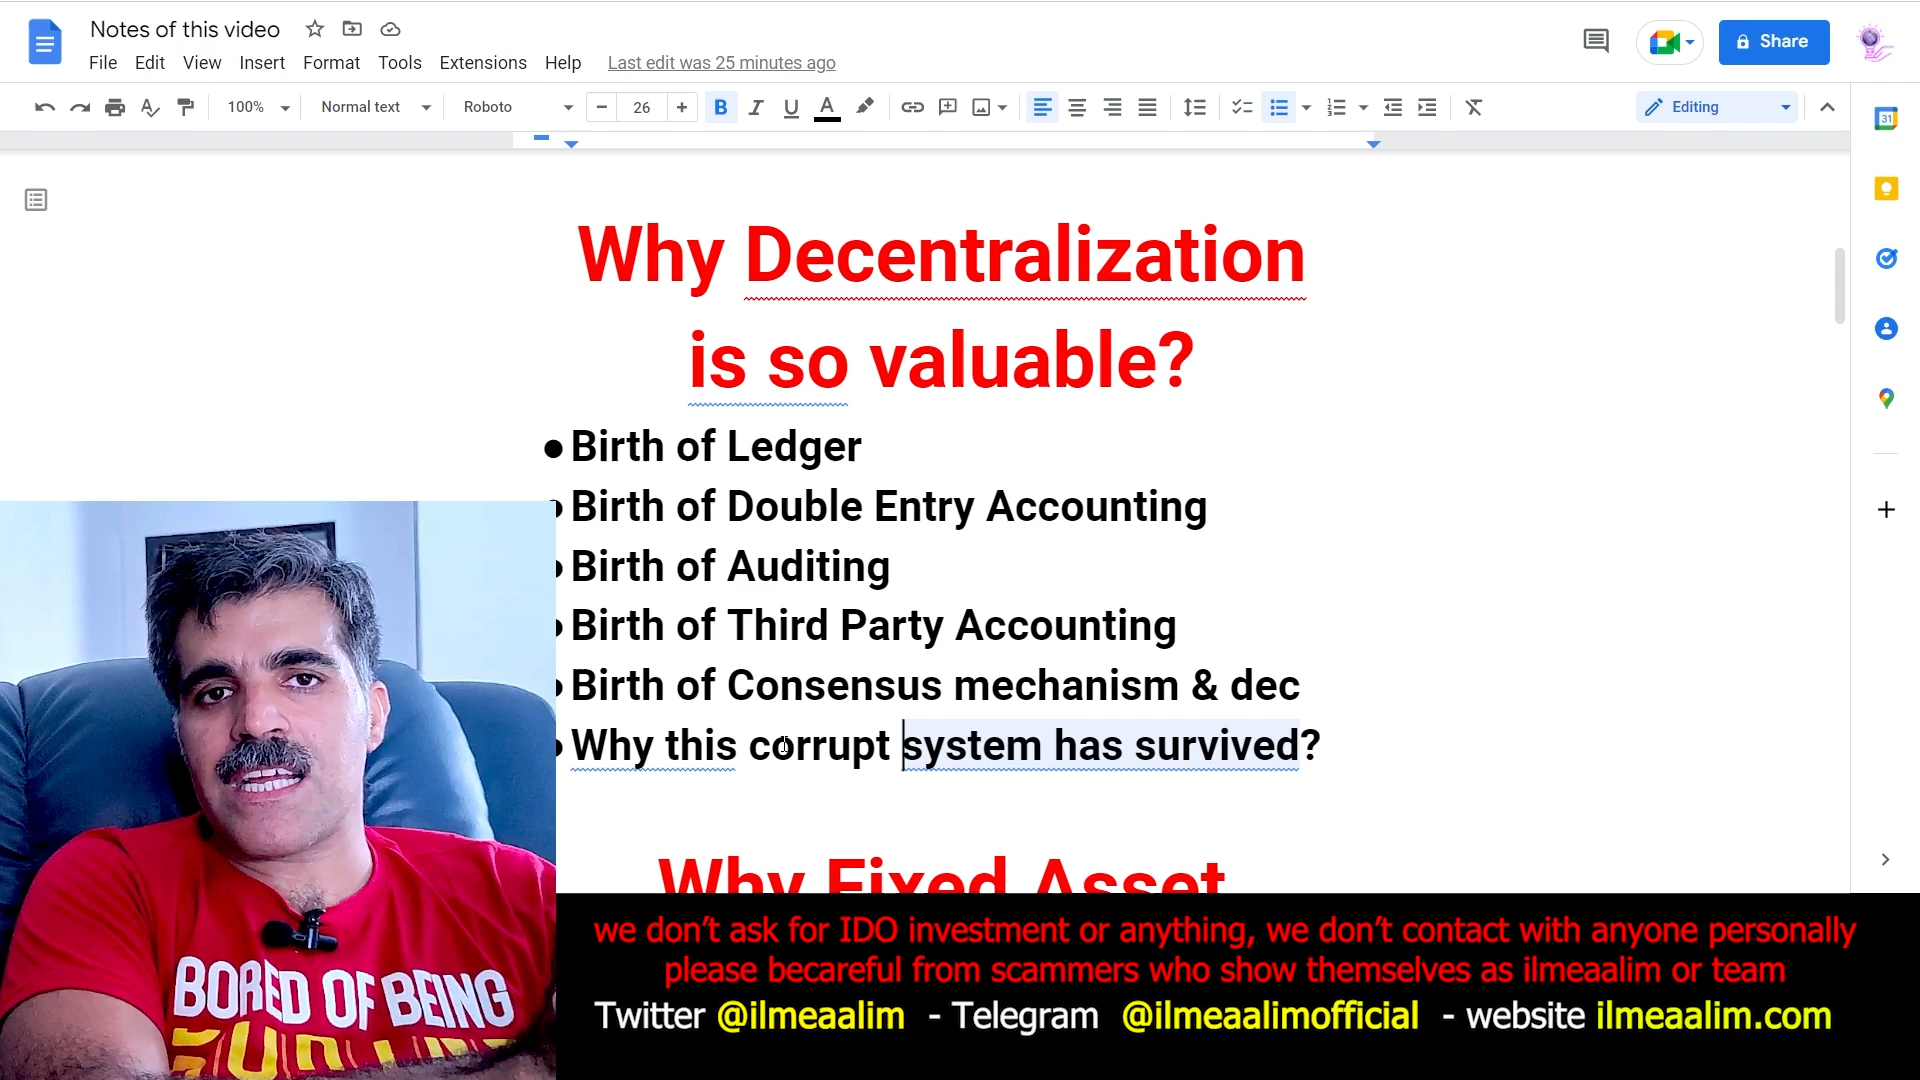 Notes of this video
File Edit View Insert Format Tools Extensions Help Last edit was 25 minutes ago
Share
100% Normal text Roboto 26 B I U A Editing
31
Why Decentralization
is so valuable?
Birth of Ledger
Birth of Double Entry Accounting
Birth of Auditing
Birth of Third Party Accounting
Birth of Consensus mechanism & dec
Why this corrupt system has survived?
Why Fixed Asset
BORED OF BEING
we don't ask for IDO investment or anything, we don't contact with anyone personally
please becareful from scammers who show themselves as ilmeaalim or team
Twitter @ilmeaalim - Telegram @ilmeaalimofficial - website ilmeaalim.com